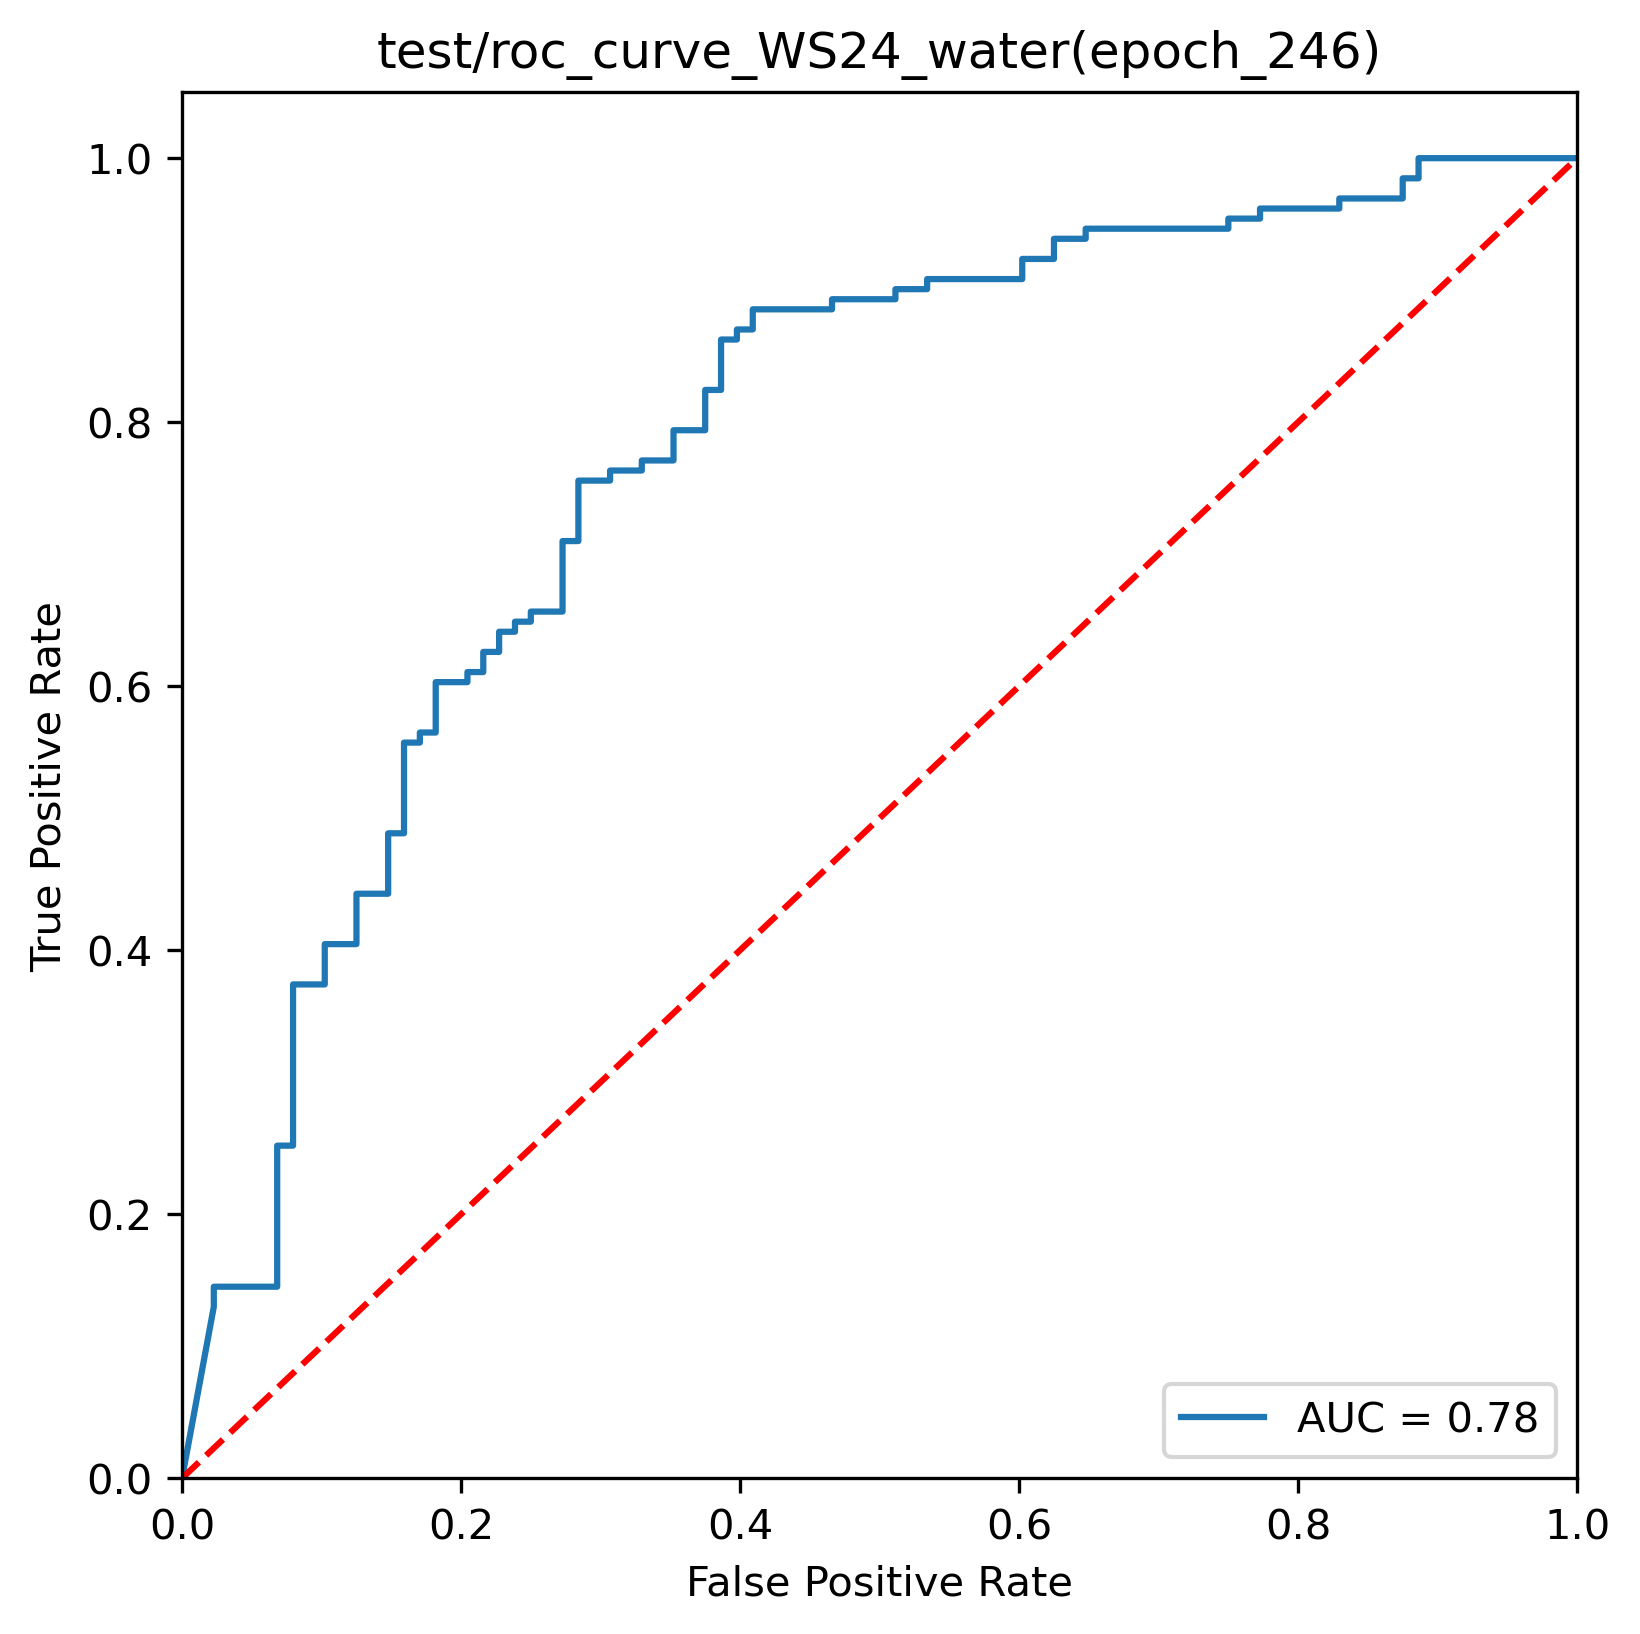 test/roc_curve_WS24_water(epoch_246)
True Positive Rate
1.0
0.8
0.6
0.4
0.2
0.0
AUC = 0.78
0.0 0.2 0.4 0.6 0.8 1.0
False Positive Rate